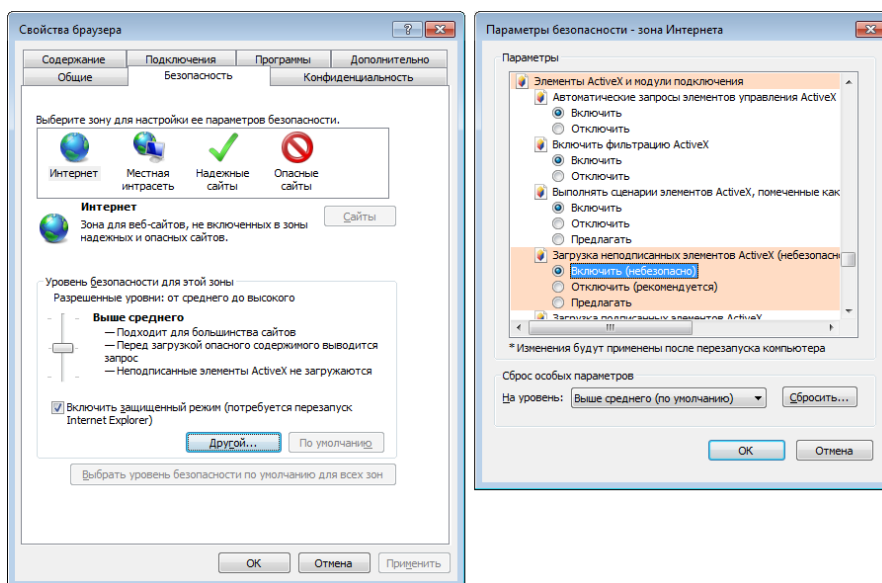 Свойства браузера
Содержание Подключения Программы Дополнительно
Общие Безопасность Конфиденциальность
Выберите зону для настройки ее параметров безопасности.
Интернет Местная интрасеть Надежные сайты Опасные сайты
Интернет
Зона для веб-сайтов, не включенных в зоны
надежных и опасных сайтов.
Сайты
Уровень безопасности для этой зоны
Разрешенные уровни: от среднего до высокого
Выше среднего
— Подходит для большинства сайтов
— Перед загрузкой опасного содержимого выводится
запрос
— Неподписанные элементы ActiveX не загружаются
Включить защищенный режим (потребуется перезапуск
Internet Explorer)
Другой... По умолчанию
Выбрать уровень безопасности по умолчанию для всех зон
ОК Отмена Применить
Параметры безопасности - зона Интернета
Параметры
Элементы ActiveX и модули подключения
Автоматические запросы элементов управления ActiveX
Включить
Отключить
Включить фильтрацию ActiveX
Включить
Отключить
Выполнять сценарии элементов ActiveX, помеченные как
Включить
Отключить
Предлагать
Загрузка неподписанных элементов ActiveX (небезопасн
Включить (небезопасно)
Отключить (рекомендуется)
Предлагать
Загрузка подписанных элементов ActiveX
* Изменения будут применены после перезапуска компьютера
Сброс особых параметров
На уровень: Выше среднего (по умолчанию) Сбросить...
ОК Отмена